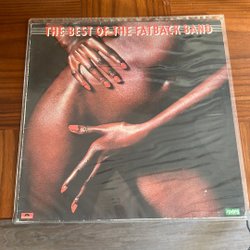 THE BEST OF THE FATBACK BAND